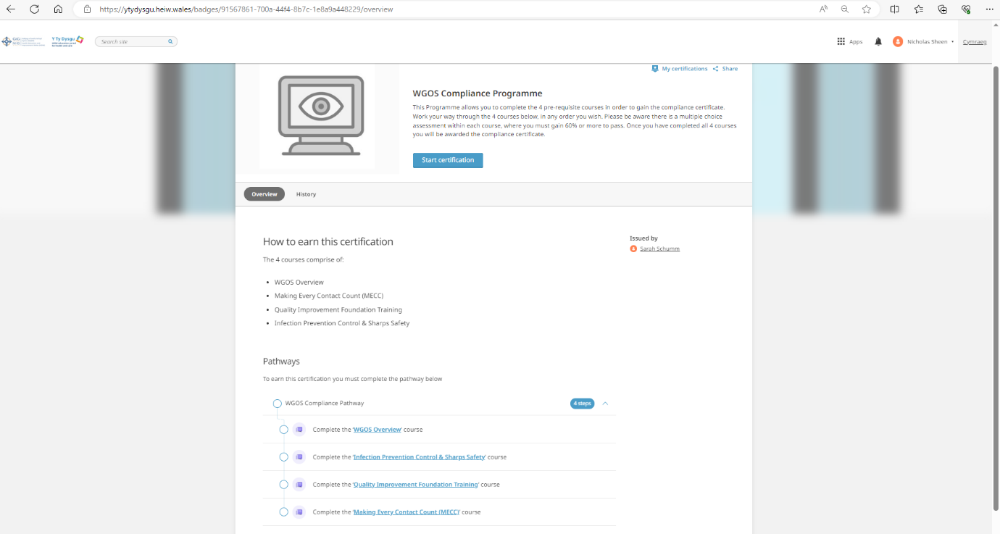 https://ytydysgu.heiw.wales/badges/91567861-700a-44f4-8b7c-1e8a9a448229/overview
Y Ty Dysgu
Search site
Apps
Nicholas Sheen
Cymraeg
My certifications
Share
WGOS Compliance Programme
This Programme allows you to complete the 4 pre-requisite courses in order to gain the compliance certificate.
Work your way through the 4 courses below, in any order you wish. Please be aware there is a multiple choice
assessment within each course, where you must gain 60% or more to pass. Once you have completed all 4 courses
you will be awarded the compliance certificate.
Start certification
Overview
History
How to earn this certification
Issued by
Sarah Schumm
The 4 courses comprise of:
• WGOS Overview
• Making Every Contact Count (MECC)
• Quality Improvement Foundation Training
• Infection Prevention Control & Sharps Safety
Pathways
To earn this certification you must complete the pathway below
WGOS Compliance Pathway
4 steps
Complete the 'WGOS Overview' course
Complete the 'Infection Prevention Control & Sharps Safety' course
Complete the 'Quality Improvement Foundation Training' course
Complete the 'Making Every Contact Count (MECC)' course